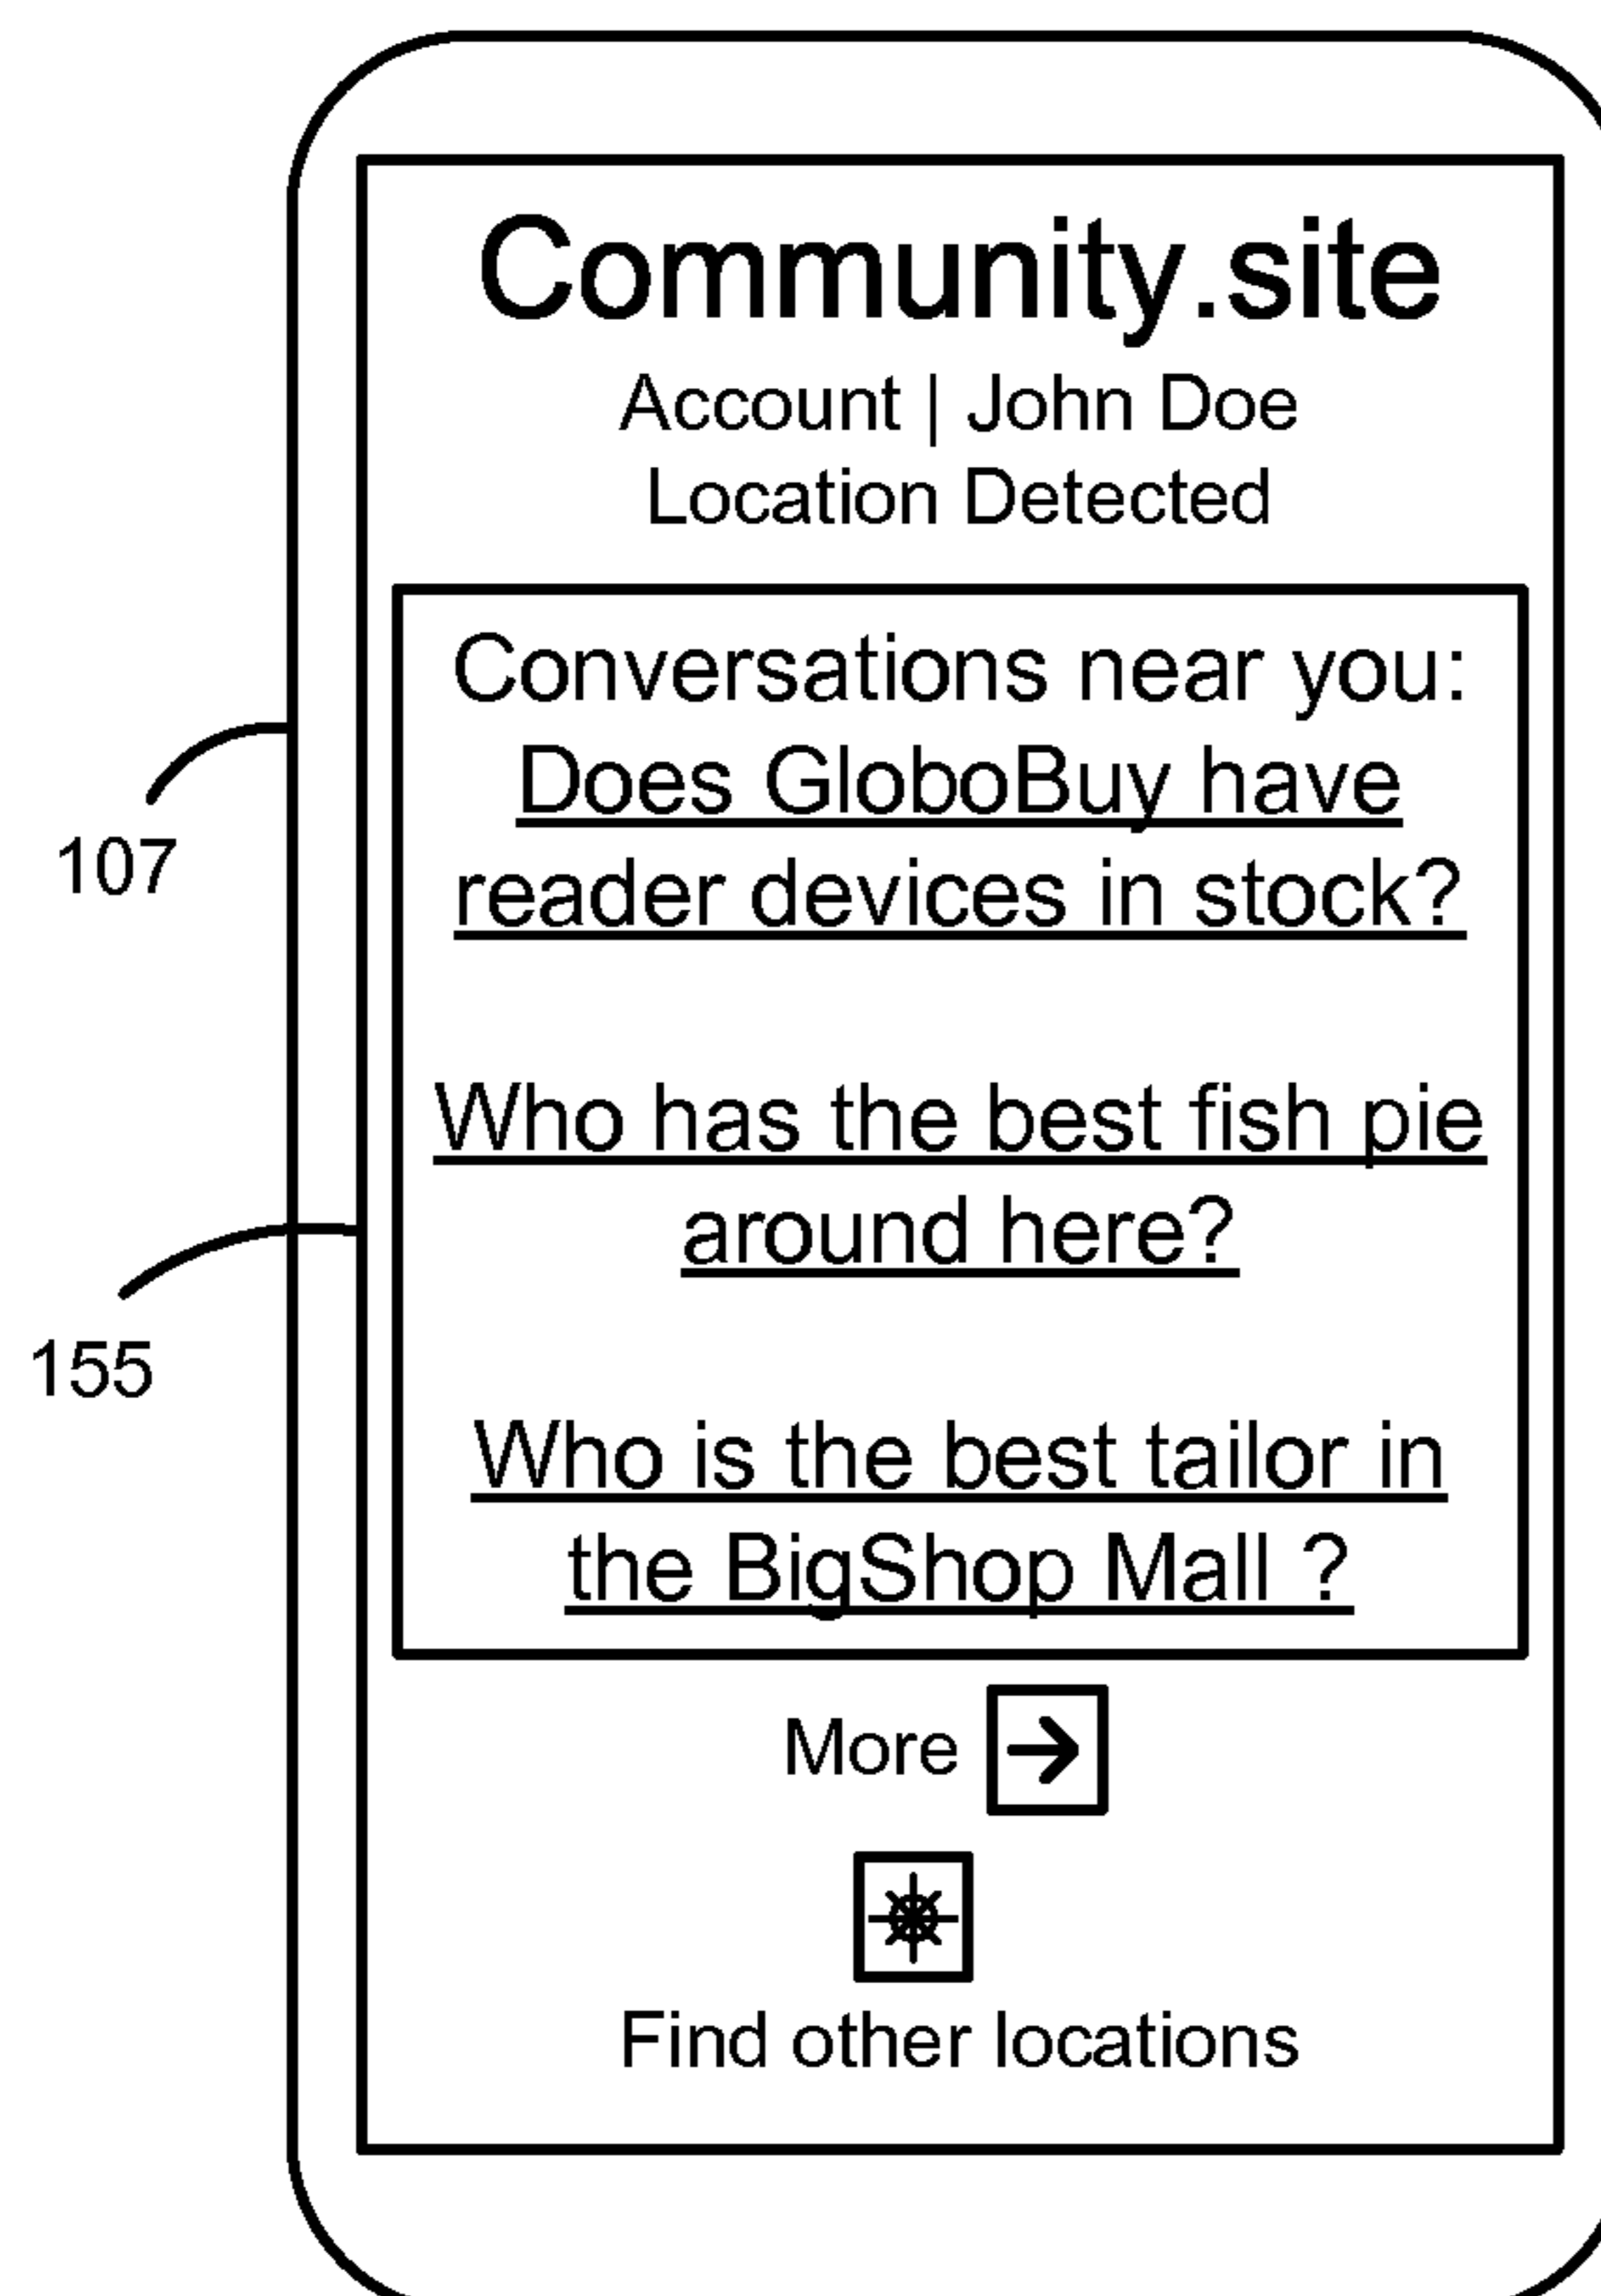 Community.site
Account | John Doe
Location Detected
Conversations near you:
Does GloboBuy have
reader devices in stock?
107
Who has the best fish pie
around here?
155
Who is the best tailor in
the BigShop Mall ?
More
Find other locations